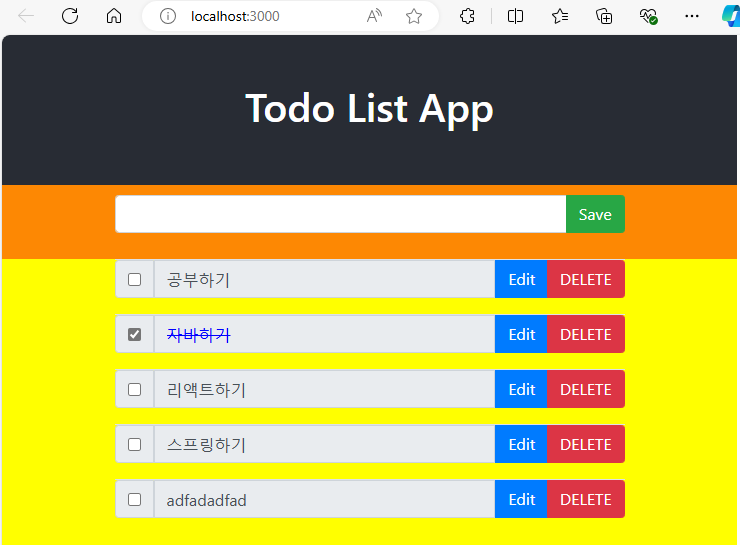 localhost:3000
Todo List App
Save
공부하기 Edit DELETE
자바하기 Edit DELETE
리액트하기 Edit DELETE
스프링하기 Edit DELETE
adfadadfad Edit DELETE